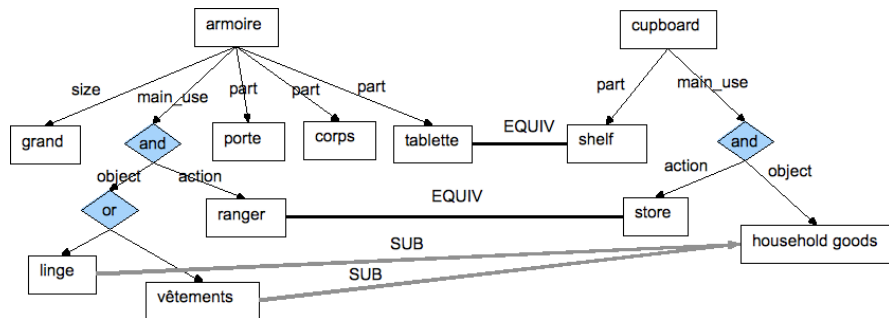 armoire
cupboard
size
main_use
part
part
part
part
main_use
grand
and
porte
corps
tablette
EQUIV
shelf
and
object
action
action
object
or
ranger
EQUIV
store
linge
SUB
household goods
vêtements
SUB